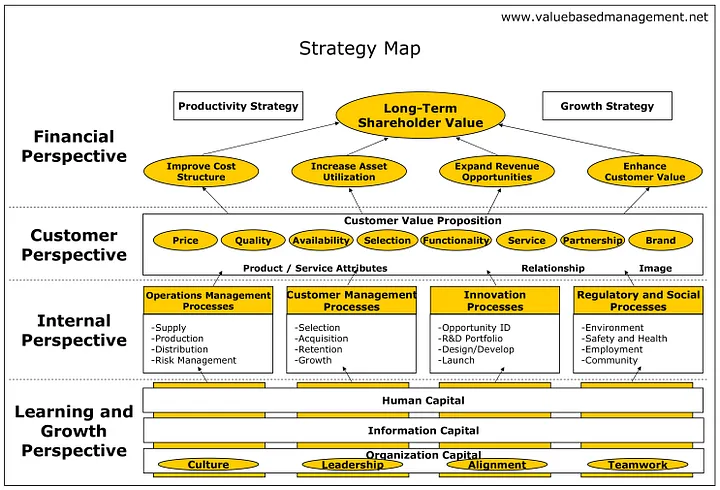 www.valuebasedmanagement.net
Strategy Map
Productivity Strategy
Long-Term
Shareholder Value
Growth Strategy
Financial
Perspective
Improve Cost
Structure
Increase Asset
Utilization
Expand Revenue
Opportunities
Enhance
Customer Value
Customer
Perspective
Customer Value Proposition
Price
Quality
Availability
Selection
Functionality
Service
Partnership
Brand
Product / Service Attributes
Relationship
Image
Internal
Perspective
Operations Management
Processes
-Supply
-Production
-Distribution
-Risk Management
Customer Management
Processes
-Selection
-Acquisition
-Retention
-Growth
Innovation
Processes
-Opportunity ID
-R&D Portfolio
-Design/Develop
-Launch
Regulatory and Social
Processes
-Environment
-Safety and Health
-Employment
-Community
Learning and
Growth
Perspective
Human Capital
Information Capital
Organization Capital
Culture
Leadership
Alignment
Teamwork